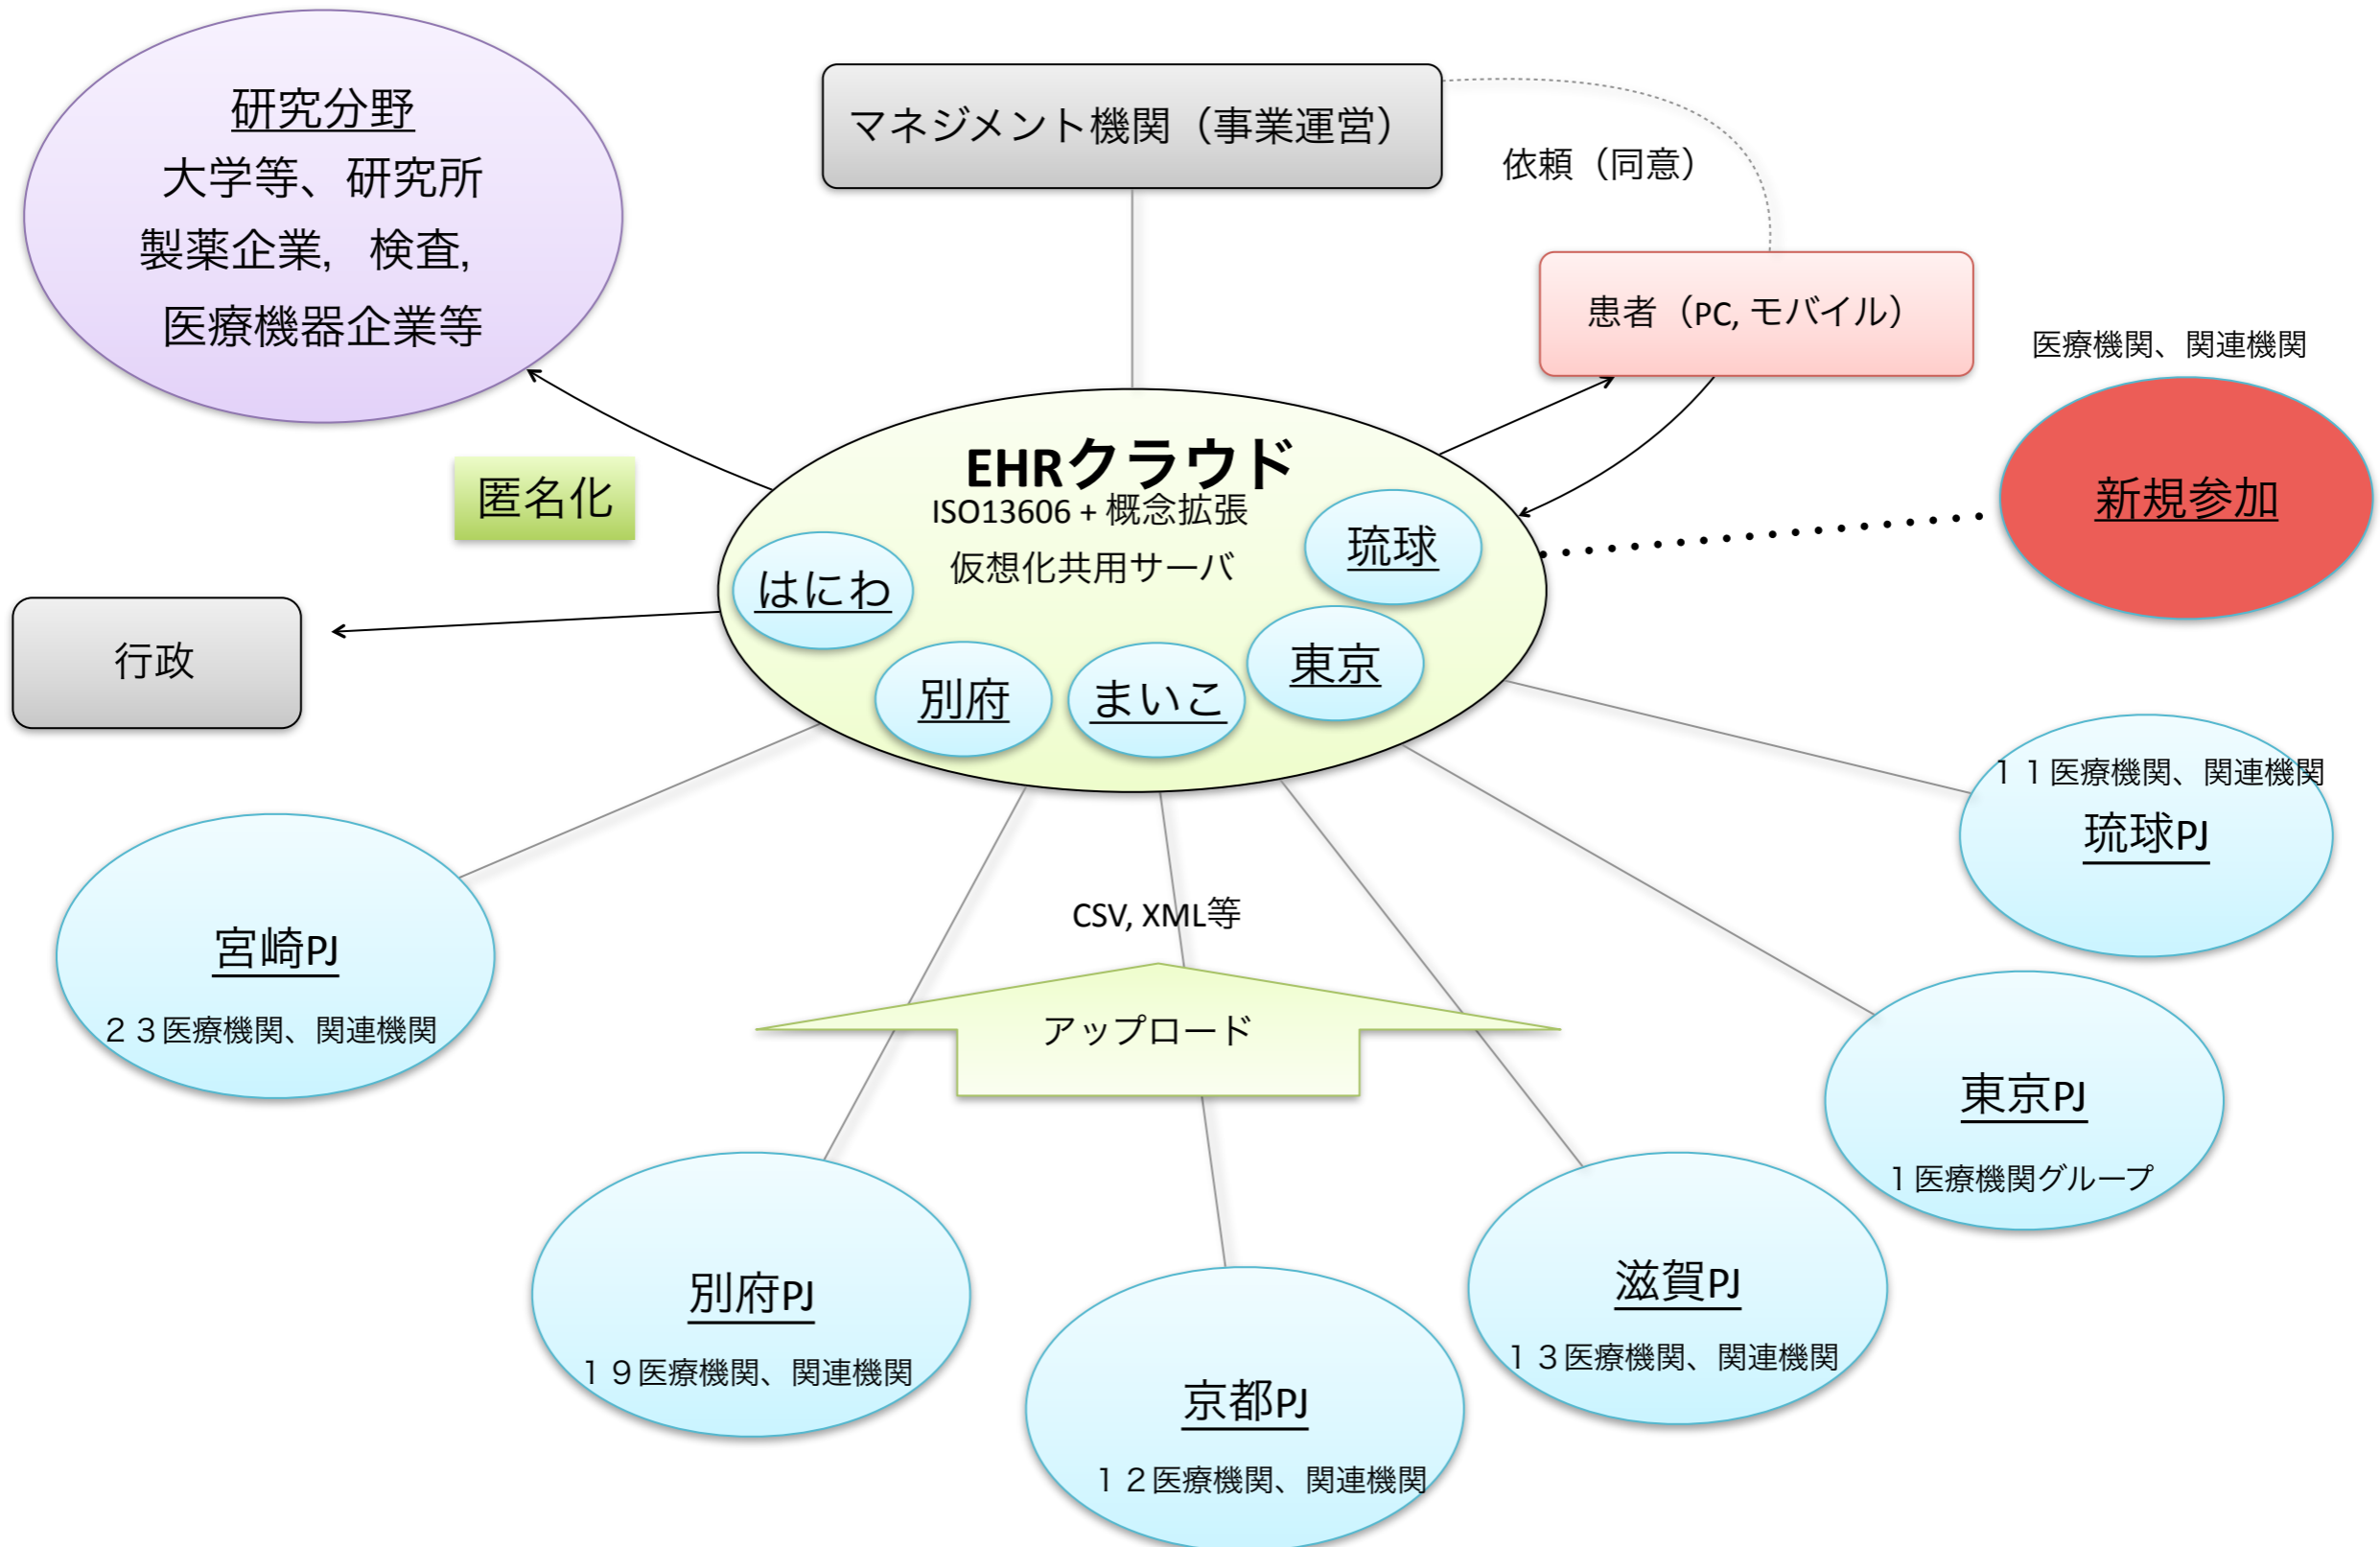 研究分野
大学等、研究所
製薬企業，検査，
医療機器企業等
マネジメント機関（事業運営）
依頼（同意）
患者（PC, モバイル）
医療機関、関連機関
新規参加
匿名化
EHRクラウド
ISO13606 + 概念拡張
仮想化共用サーバ
はにわ
別府
まいこ
東京
琉球
行政
１１医療機関、関連機関
琉球PJ
宮崎PJ
２３医療機関、関連機関
CSV, XML等
アップロード
東京PJ
１医療機関グループ
別府PJ
１９医療機関、関連機関
滋賀PJ
１３医療機関、関連機関
京都PJ
１２医療機関、関連機関